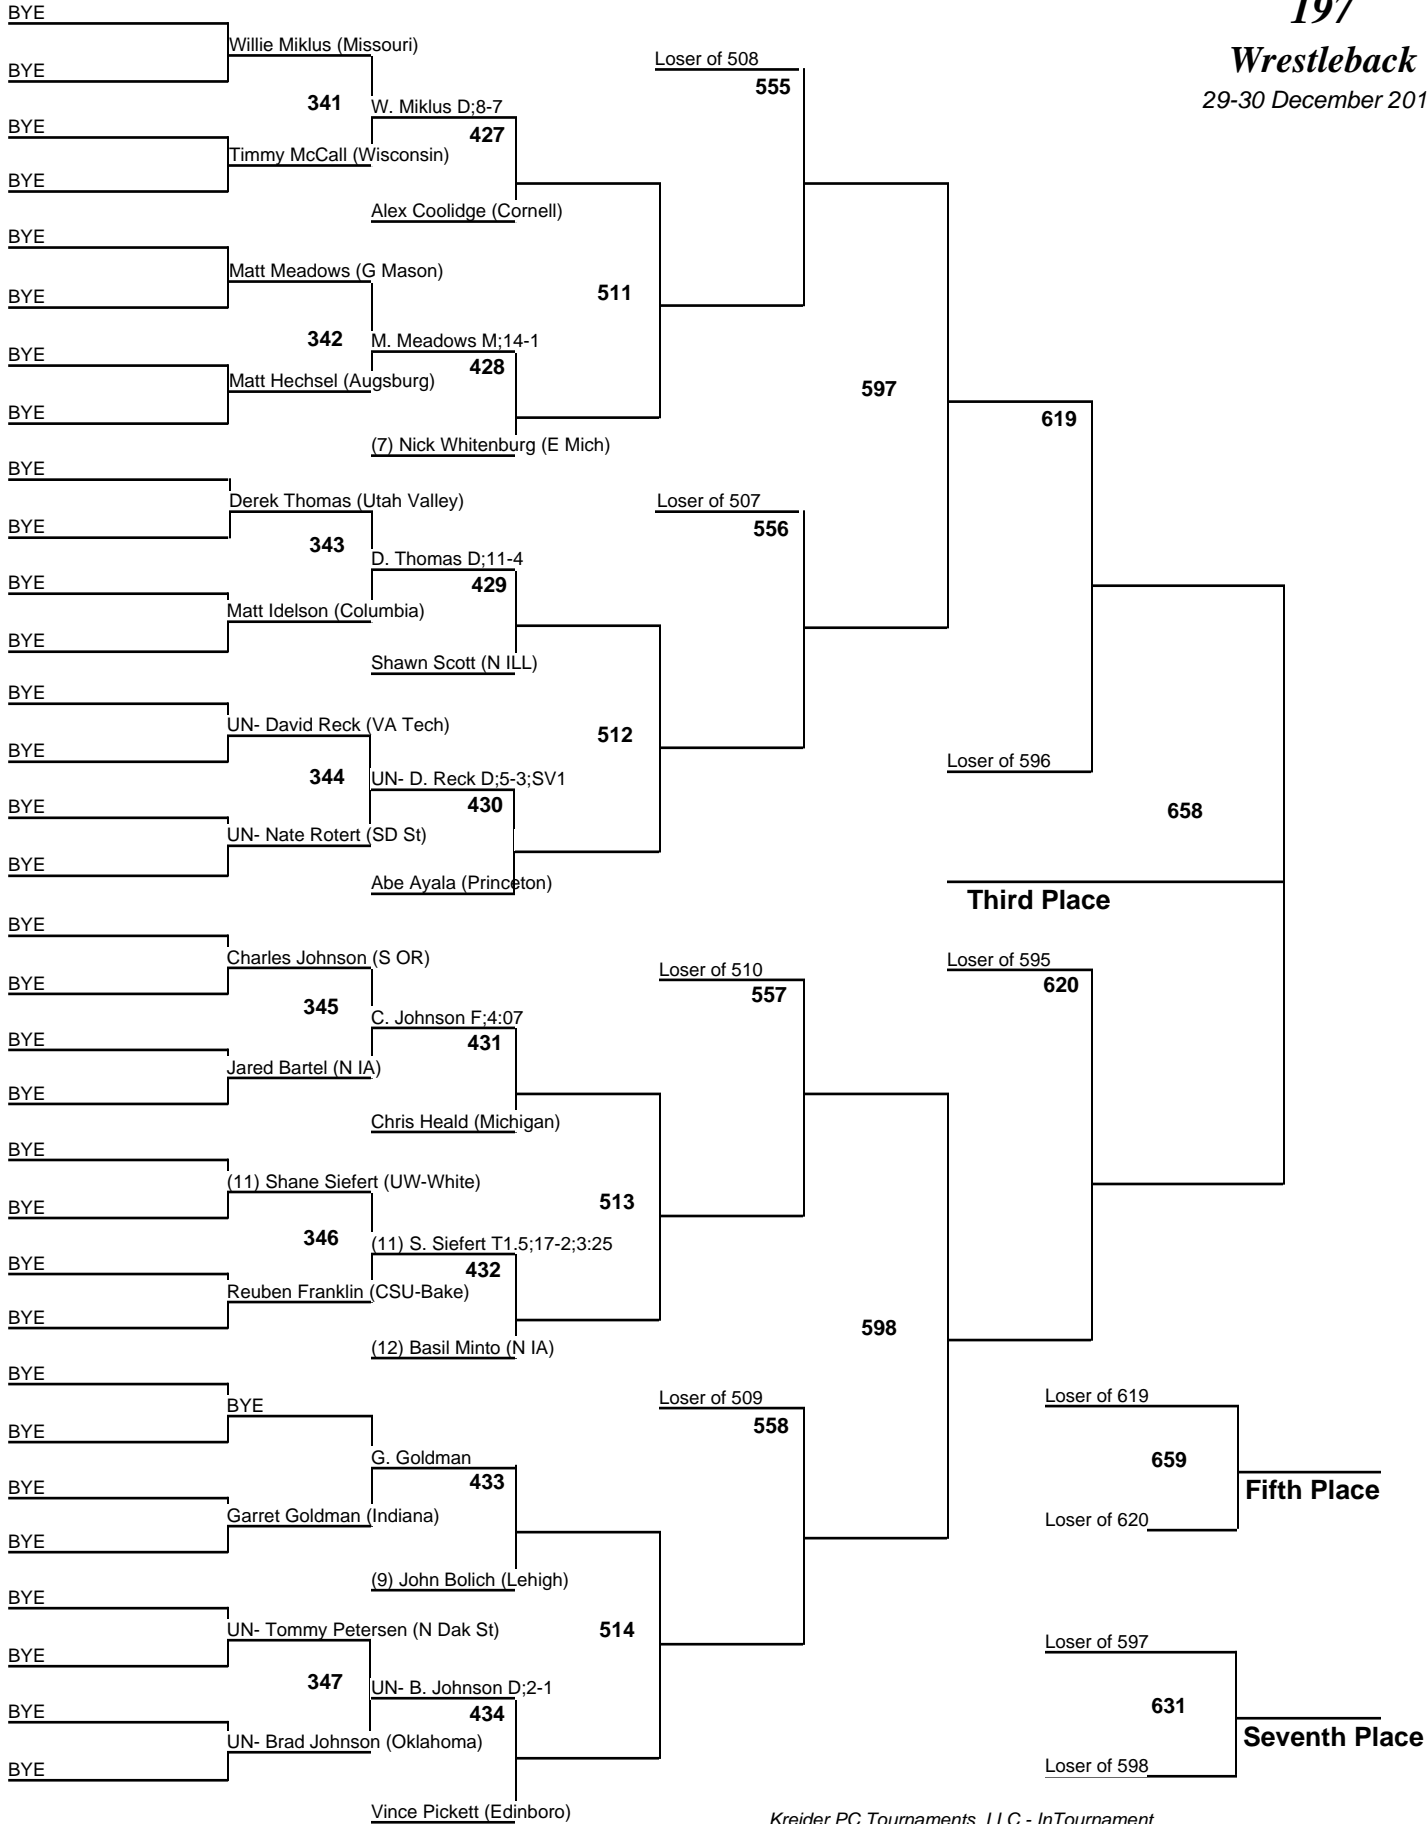 197
Wrestleback
29-30 December 201
BYE
Willie Miklus (Missouri)
BYE
341
W. Miklus D;8-7
427
BYE
Timmy McCall (Wisconsin)
BYE
Alex Coolidge (Cornell)
BYE
Matt Meadows (G Mason)
BYE
511
342
M. Meadows M;14-1
428
BYE
Matt Hechsel (Augsburg)
BYE
(7) Nick Whitenburg (E Mich)
Loser of 508
555
597
BYE
Derek Thomas (Utah Valley)
BYE
343
D. Thomas D;11-4
429
BYE
Matt Idelson (Columbia)
BYE
Shawn Scott (N ILL)
BYE
UN- David Reck (VA Tech)
BYE
512
344
UN- D. Reck D;5-3;SV1
430
BYE
UN- Nate Rotert (SD St)
BYE
Abe Ayala (Princeton)
Loser of 507
556
619
Loser of 596
658
Third Place
BYE
Charles Johnson (S OR)
BYE
345
C. Johnson F;4:07
431
BYE
Jared Bartel (N IA)
BYE
Chris Heald (Michigan)
BYE
(11) Shane Siefert (UW-White)
BYE
513
346
(11) S. Siefert T1.5;17-2;3:25
432
BYE
Reuben Franklin (CSU-Bake)
BYE
(12) Basil Minto (N IA)
Loser of 510
557
Loser of 595
620
598
BYE
BYE
BYE
G. Goldman
433
BYE
Garret Goldman (Indiana)
BYE
(9) John Bolich (Lehigh)
BYE
UN- Tommy Petersen (N Dak St)
BYE
514
347
UN- B. Johnson D;2-1
434
BYE
UN- Brad Johnson (Oklahoma)
BYE
Vince Pickett (Edinboro)
Loser of 509
558
Loser of 619
659
Fifth Place
Loser of 620
Loser of 597
631
Seventh Place
Loser of 598
Kreider PC Tournaments, LLC - InTournament